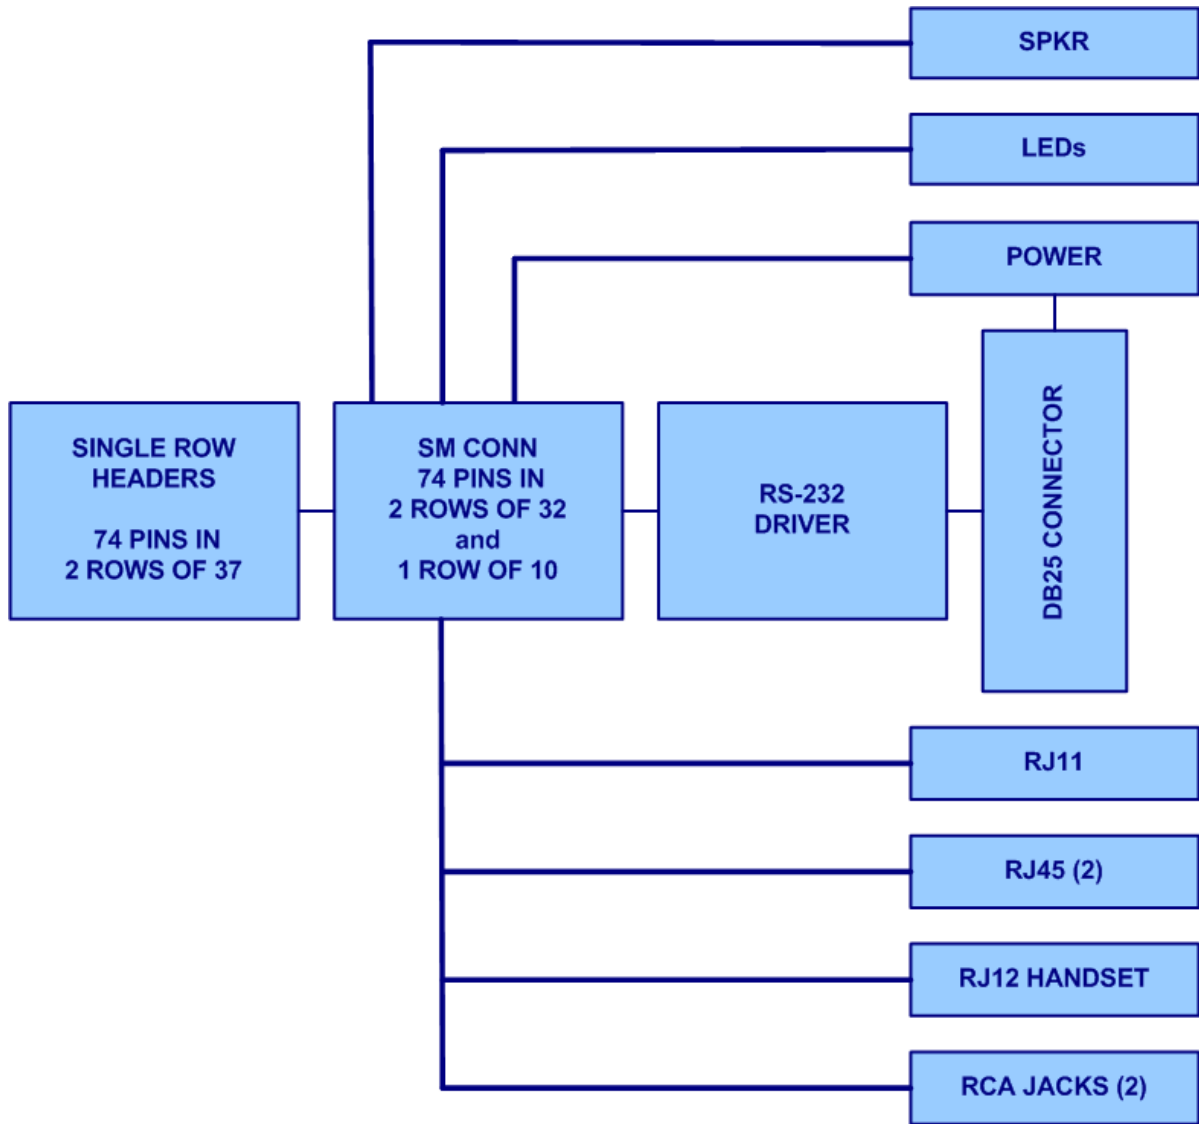 SPKR
LEDs
POWER
SINGLE ROW
HEADERS
74 PINS IN
2 ROWS OF 37
SM CONN
74 PINS IN
2 ROWS OF 32
and
1 ROW OF 10
RS-232
DRIVER
DB25 CONNECTOR
RJ11
RJ45 (2)
RJ12 HANDSET
RCA JACKS (2)